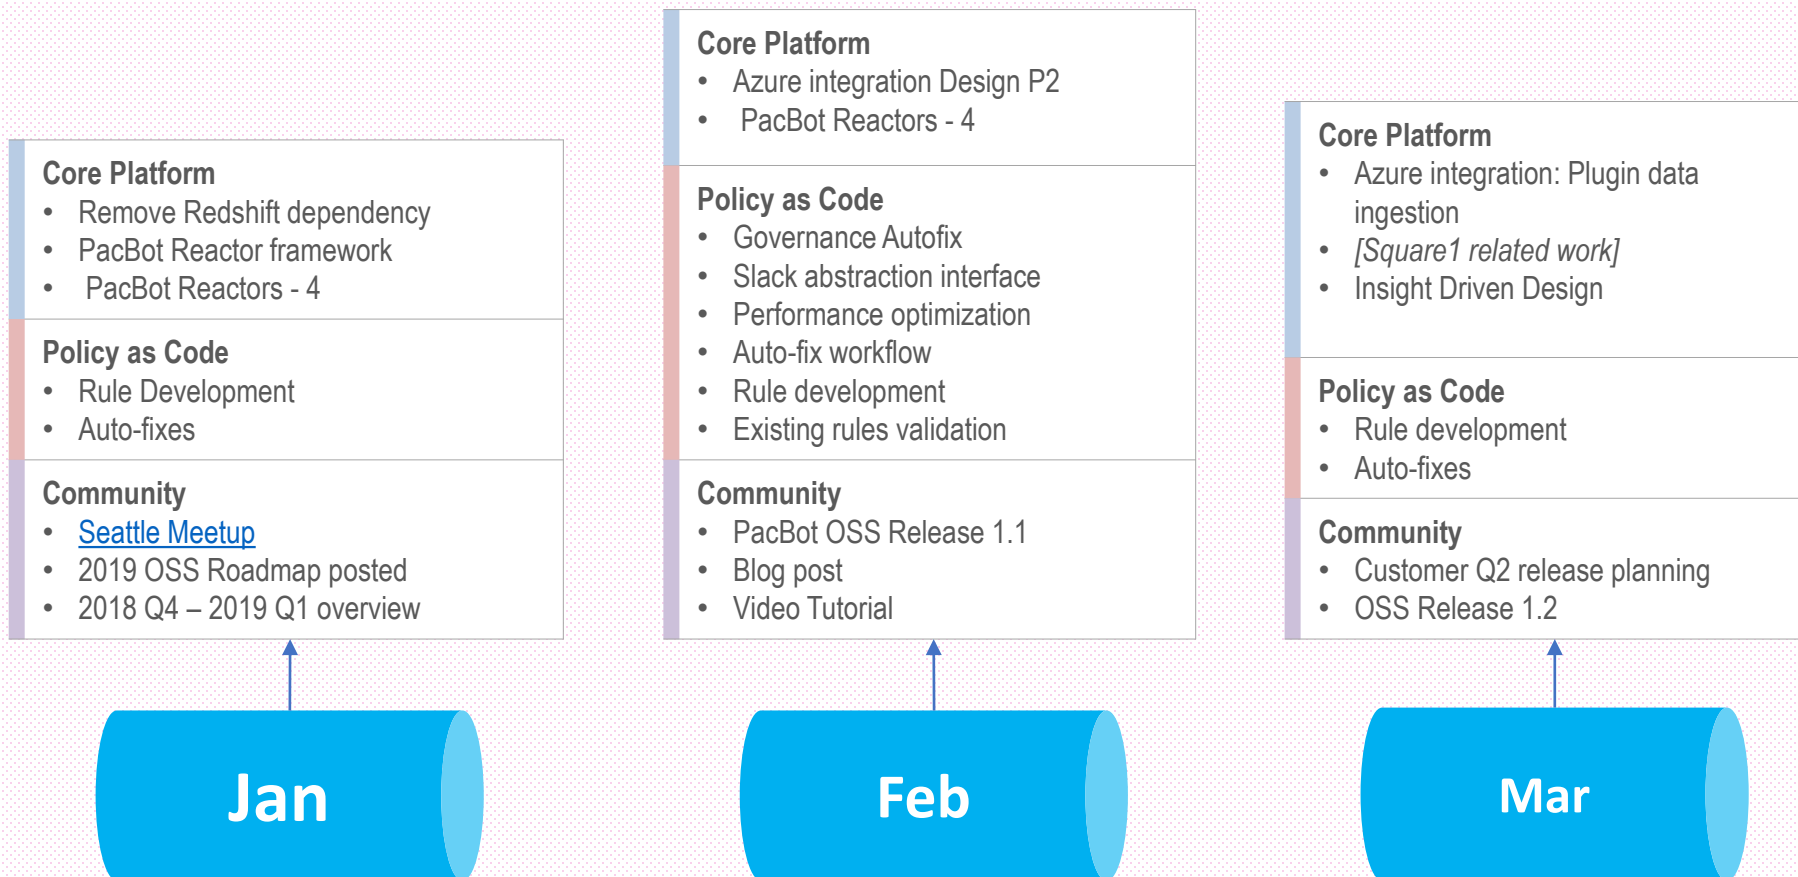 Core Platform
• Remove Redshift dependency
• PacBot Reactor framework
• PacBot Reactors - 4
Policy as Code
• Rule Development
• Auto-fixes
Community
• Seattle Meetup
• 2019 OSS Roadmap posted
• 2018 Q4 – 2019 Q1 overview
Jan
Core Platform
• Azure integration Design P2
• PacBot Reactors - 4
Policy as Code
• Governance Autofix
• Slack abstraction interface
• Performance optimization
• Auto-fix workflow
• Rule development
• Existing rules validation
Community
• PacBot OSS Release 1.1
• Blog post
• Video Tutorial
Feb
Core Platform
• Azure integration: Plugin data
ingestion
• [Square1 related work]
• Insight Driven Design
Policy as Code
• Rule development
• Auto-fixes
Community
• Customer Q2 release planning
• OSS Release 1.2
Mar